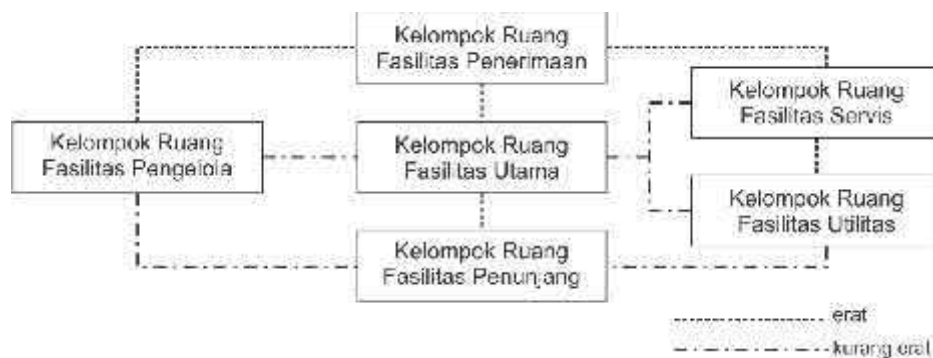 Kelompok Ruang
Fasilitas Penerimaan
Kelompok Ruang
Fasilitas Servis
Kelompok Ruang
Fasilitas Pengelola
Kelompok Ruang
Fasilitas Utama
Kelompok Ruang
Fasilitas Utilitas
Kelompok Ruang
Fasilitas Penunjang
erat
kurang erat